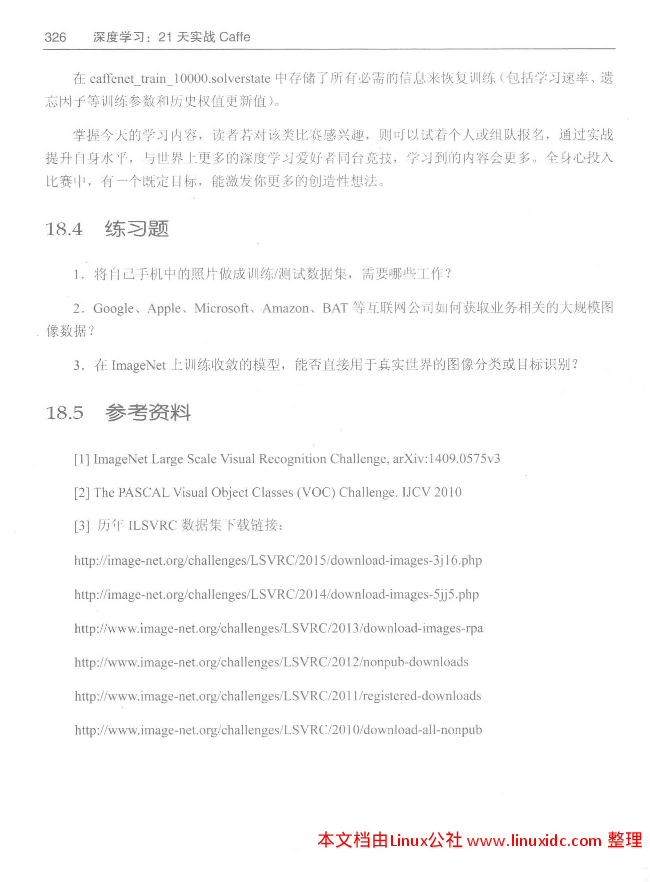 326 深度学习：21 天实战 Caffe
在 caffenet_train_10000.solverstate 中存储了所有必需的信息来恢复训练（包括学习速率、遗
忘因子等训练参数和历史权值更新值）。
掌握今天的学习内容，读者若对该类比赛感兴趣，则可以试着个人或组队报名，通过实战
提升自身水平，与世界上更多的深度学习爱好者同台竞技，学习到的内容会更多。全身心投入
比赛中，有一个既定目标，能激发你更多的创造性想法。
18.4 练习题
1．将自己手机中的照片做成训练/测试数据集，需要哪些工作？
2．Google、Apple、Microsoft、Amazon、BAT 等互联网公司如何获取业务相关的大规模图
像数据？
3．在 ImageNet 上训练收敛的模型，能否直接用于真实世界的图像分类或目标识别？
18.5 参考资料
[1] ImageNet Large Scale Visual Recognition Challenge, arXiv:1409.0575v3
[2] The PASCAL Visual Object Classes (VOC) Challenge. IJCV 2010
[3] 历年 ILSVRC 数据集下载链接：
http://image-net.org/challenges/LSVRC/2015/download-images-3j16.php
http://image-net.org/challenges/LSVRC/2014/download-images-5jj5.php
http://www.image-net.org/challenges/LSVRC/2013/download-images-rpa
http://www.image-net.org/challenges/LSVRC/2012/nonpub-downloads
http://www.image-net.org/challenges/LSVRC/2011/registered-downloads
http://www.image-net.org/challenges/LSVRC/2010/download-all-nonpub
本文档由Linux公社 www.linuxidc.com 整理